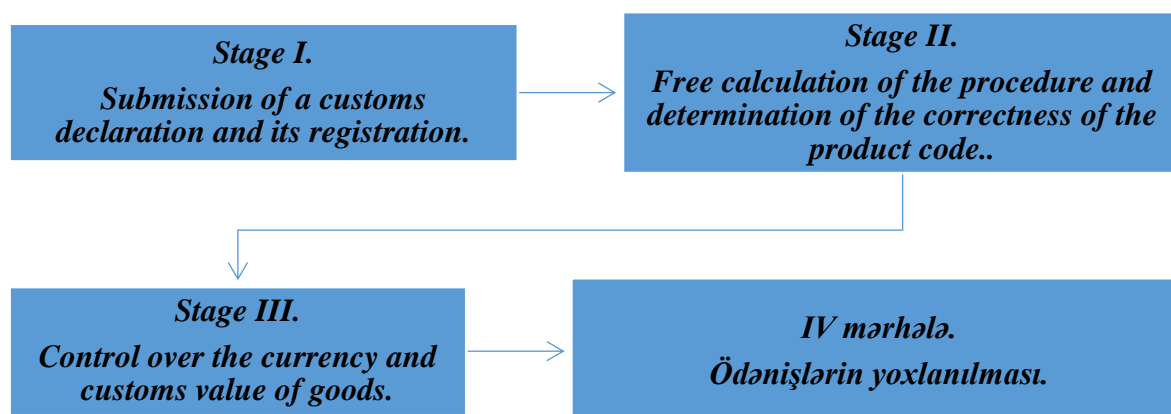 Stage I.
Submission of a customs
declaration and its registration.
Stage II.
Free calculation of the procedure and
determination of the correctness of the
product code..
Stage III.
Control over the currency and
customs value of goods.
IV mərhələ.
Ödənişlərin yoxlanılması.